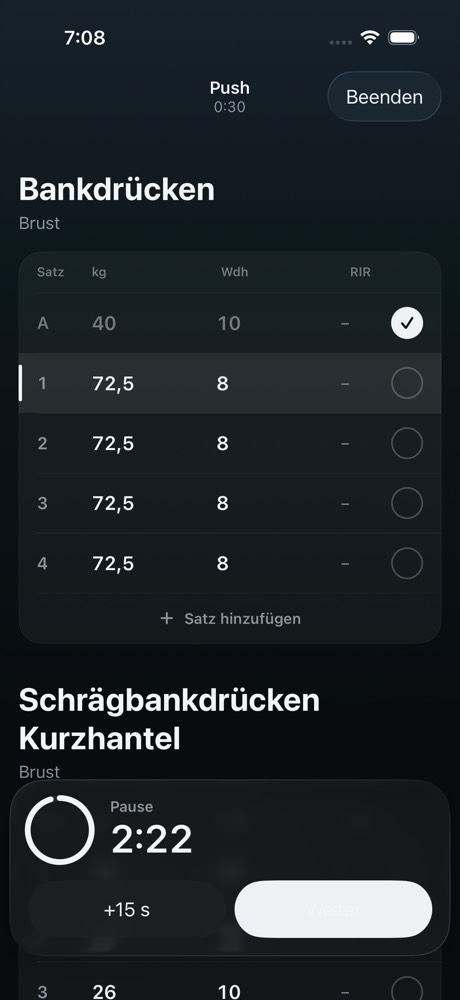 7:08
Push
0:30
Beenden
Bankdrücken
Brust
Satz kg Wdh RIR
A 40 10 –
1 72,5 8 –
2 72,5 8 –
3 72,5 8 –
4 72,5 8 –
+ Satz hinzufügen
Schrägbankdrücken
Kurzhantel
Brust
Pause
2:22
+15 s Weiter
3 26 10 –